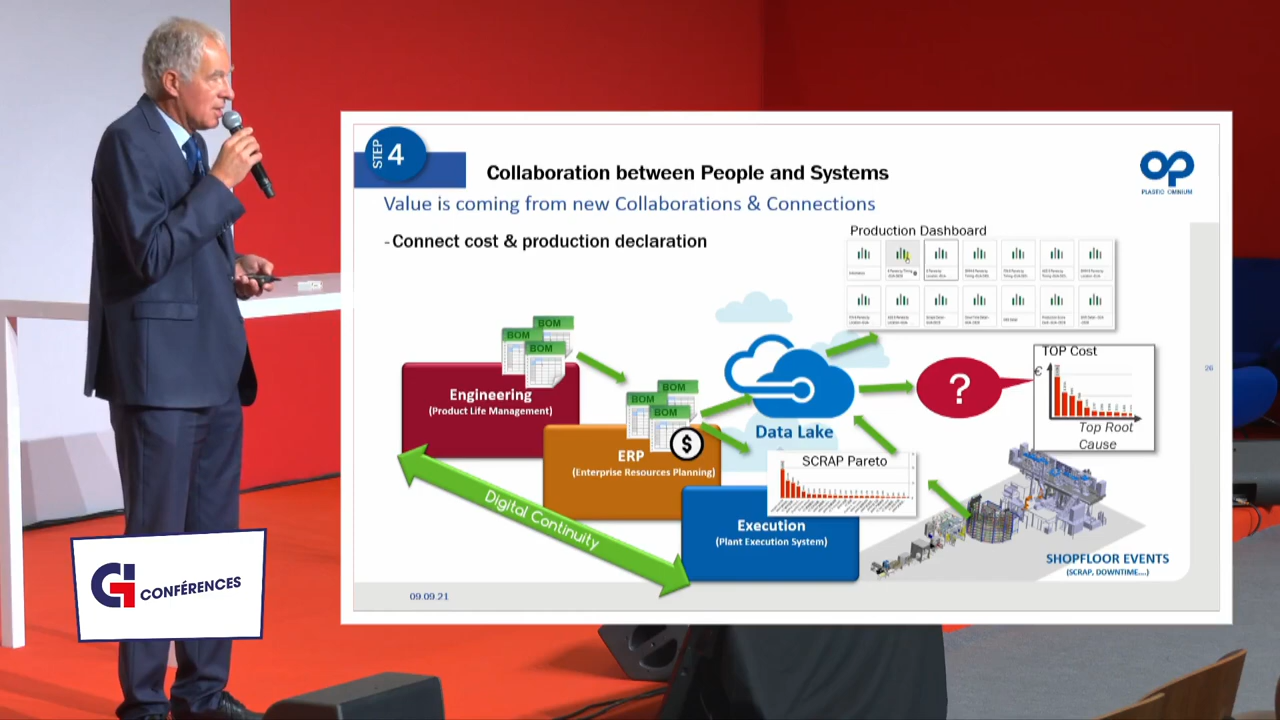 STEP 4
Collaboration between People and Systems
OP
PLASTIC OMNIUM
Value is coming from new Collaborations & Connections
- Connect cost & production declaration
Production Dashboard
BOM
BOM
BOM
Engineering
(Product Life Management)
BOM
BOM
BOM
$
ERP
(Enterprise Resources Planning)
Data Lake
?
TOP Cost
€
Top Root
Cause
26
SCRAP Pareto
Execution
(Plant Execution System)
Digital Continuity
SHOPFLOOR EVENTS
(SCRAP, DOWNTIME....)
09.09.21
GI CONFÉRENCES